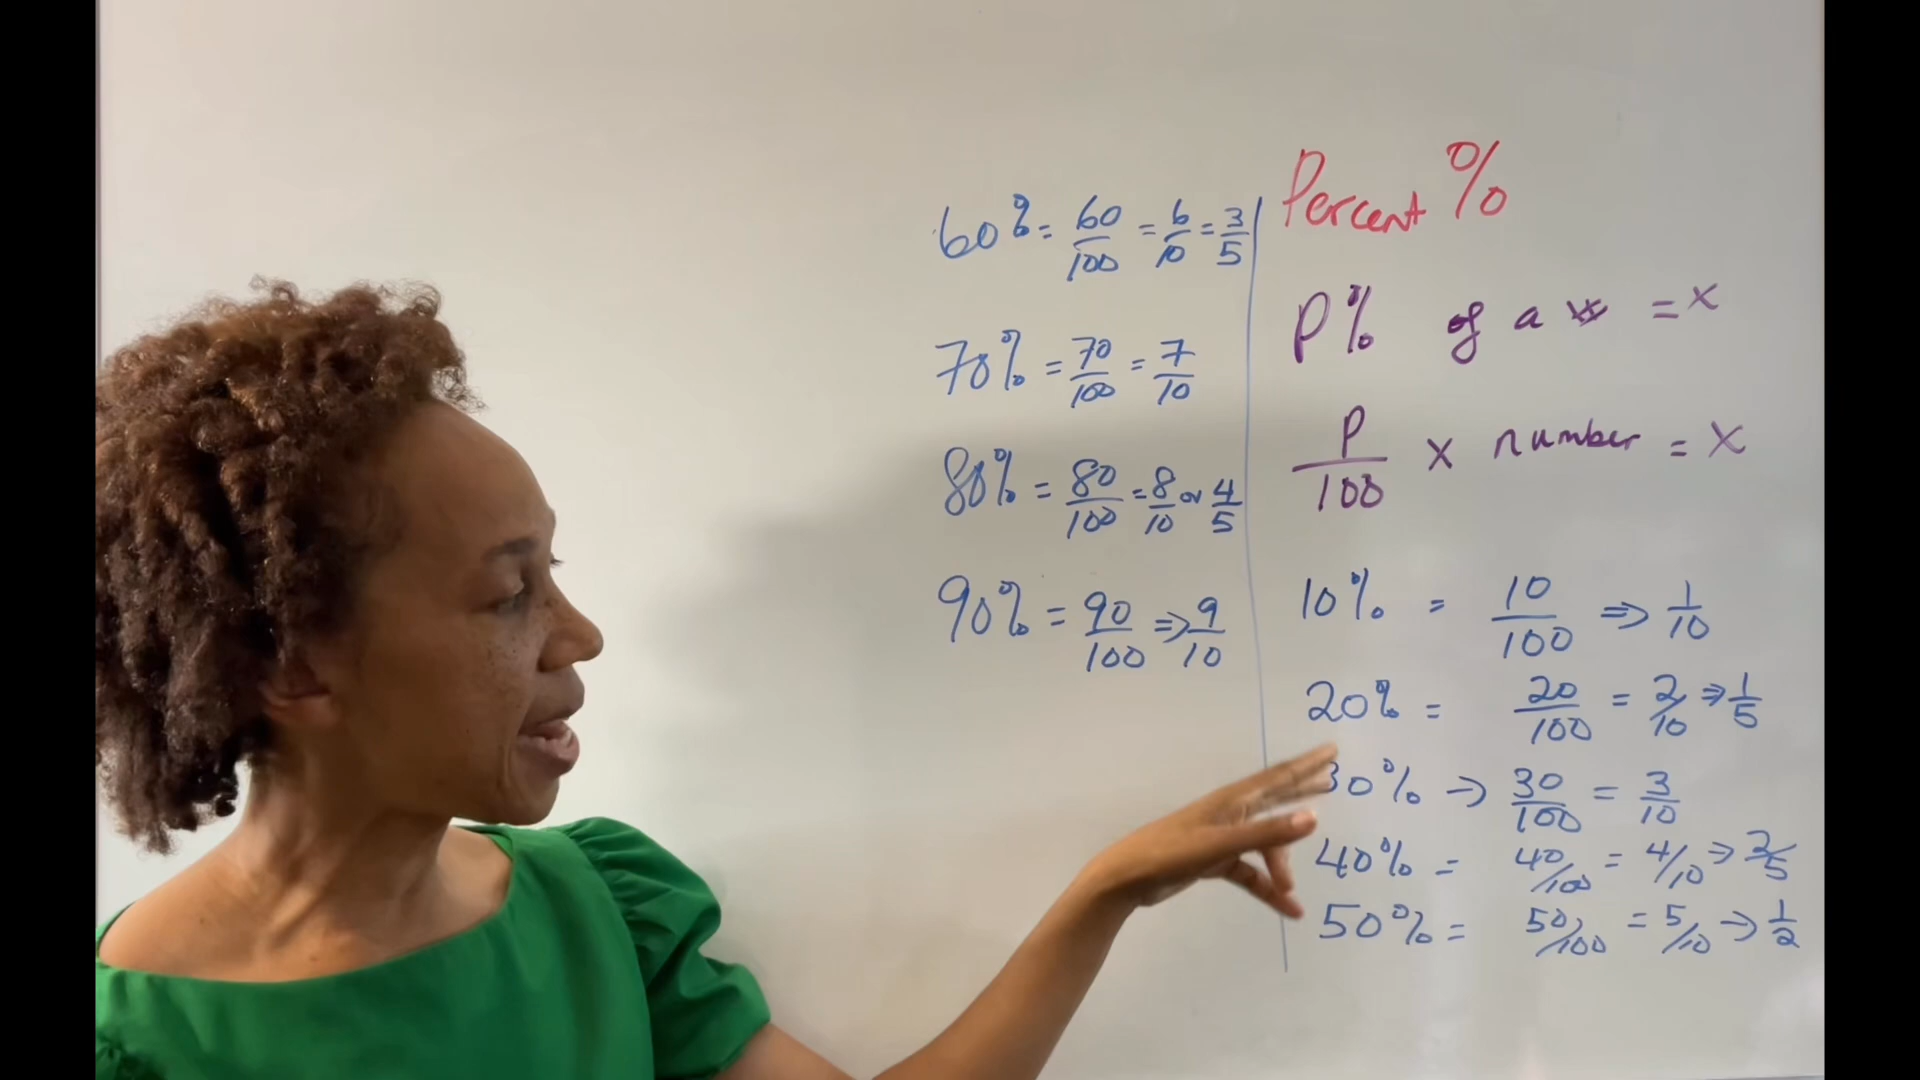 60% = 60/100 = 6/10 = 3/5
70% = 70/100 = 7/10
80% = 80/100 = 8/10 or 4/5
90% = 90/100 ⇒ 9/10
Percent %
P% of a = x
P/100 x number = x
10% = 10/100 ⇒ 1/10
20% = 20/100 = 2/10 ⇒ 1/5
30% → 30/100 = 3/10
40% = 40/100 = 4/10 ⇒ 2/5
50% = 50/100 = 5/10 → 1/2